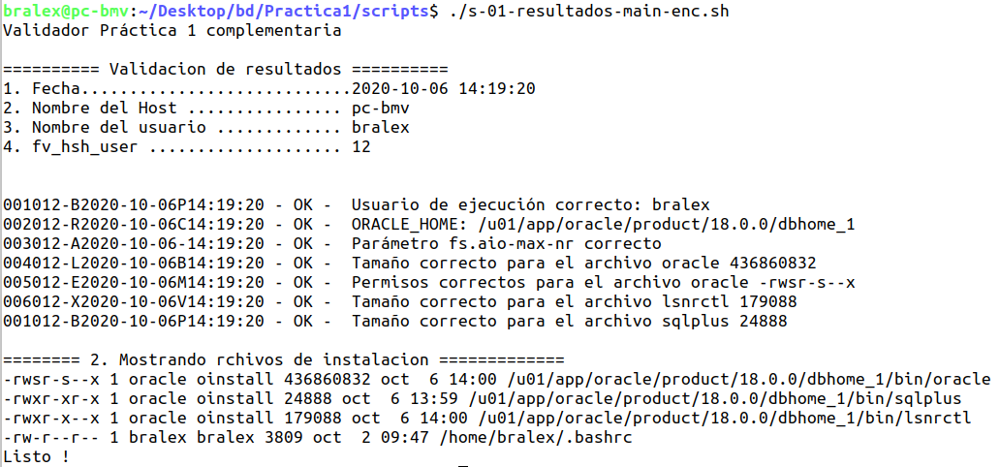 bralex@pc-bmv:~/Desktop/bd/Practica1/scripts$ ./s-01-resultados-main-enc.sh
Validador Práctica 1 complementaria
========== Validacion de resultados ==========
1. Fecha............................2020-10-06 14:19:20
2. Nombre del Host ................ pc-bmv
3. Nombre del usuario ............. bralex
4. fv_hsh_user .................... 12
001012-B2020-10-06P14:19:20 - OK -  Usuario de ejecución correcto: bralex
002012-R2020-10-06C14:19:20 - OK -  ORACLE_HOME: /u01/app/oracle/product/18.0.0/dbhome_1
003012-A2020-10-06-14:19:20 - OK -  Parámetro fs.aio-max-nr correcto
004012-L2020-10-06B14:19:20 - OK -  Tamaño correcto para el archivo oracle 436860832
005012-E2020-10-06M14:19:20 - OK -  Permisos correctos para el archivo oracle -rwsr-s--x
006012-X2020-10-06V14:19:20 - OK -  Tamaño correcto para el archivo lsnrctl 179088
001012-B2020-10-06P14:19:20 - OK -  Tamaño correcto para el archivo sqlplus 24888
======== 2. Mostrando rchivos de instalacion =============
-rwsr-s--x 1 oracle oinstall 436860832 oct  6 14:00 /u01/app/oracle/product/18.0.0/dbhome_1/bin/oracle
-rwxr-xr-x 1 oracle oinstall 24888 oct  6 13:59 /u01/app/oracle/product/18.0.0/dbhome_1/bin/sqlplus
-rwxr-x--x 1 oracle oinstall 179088 oct  6 14:00 /u01/app/oracle/product/18.0.0/dbhome_1/bin/lsnrctl
-rw-r--r-- 1 bralex bralex 3809 oct  2 09:47 /home/bralex/.bashrc
Listo !